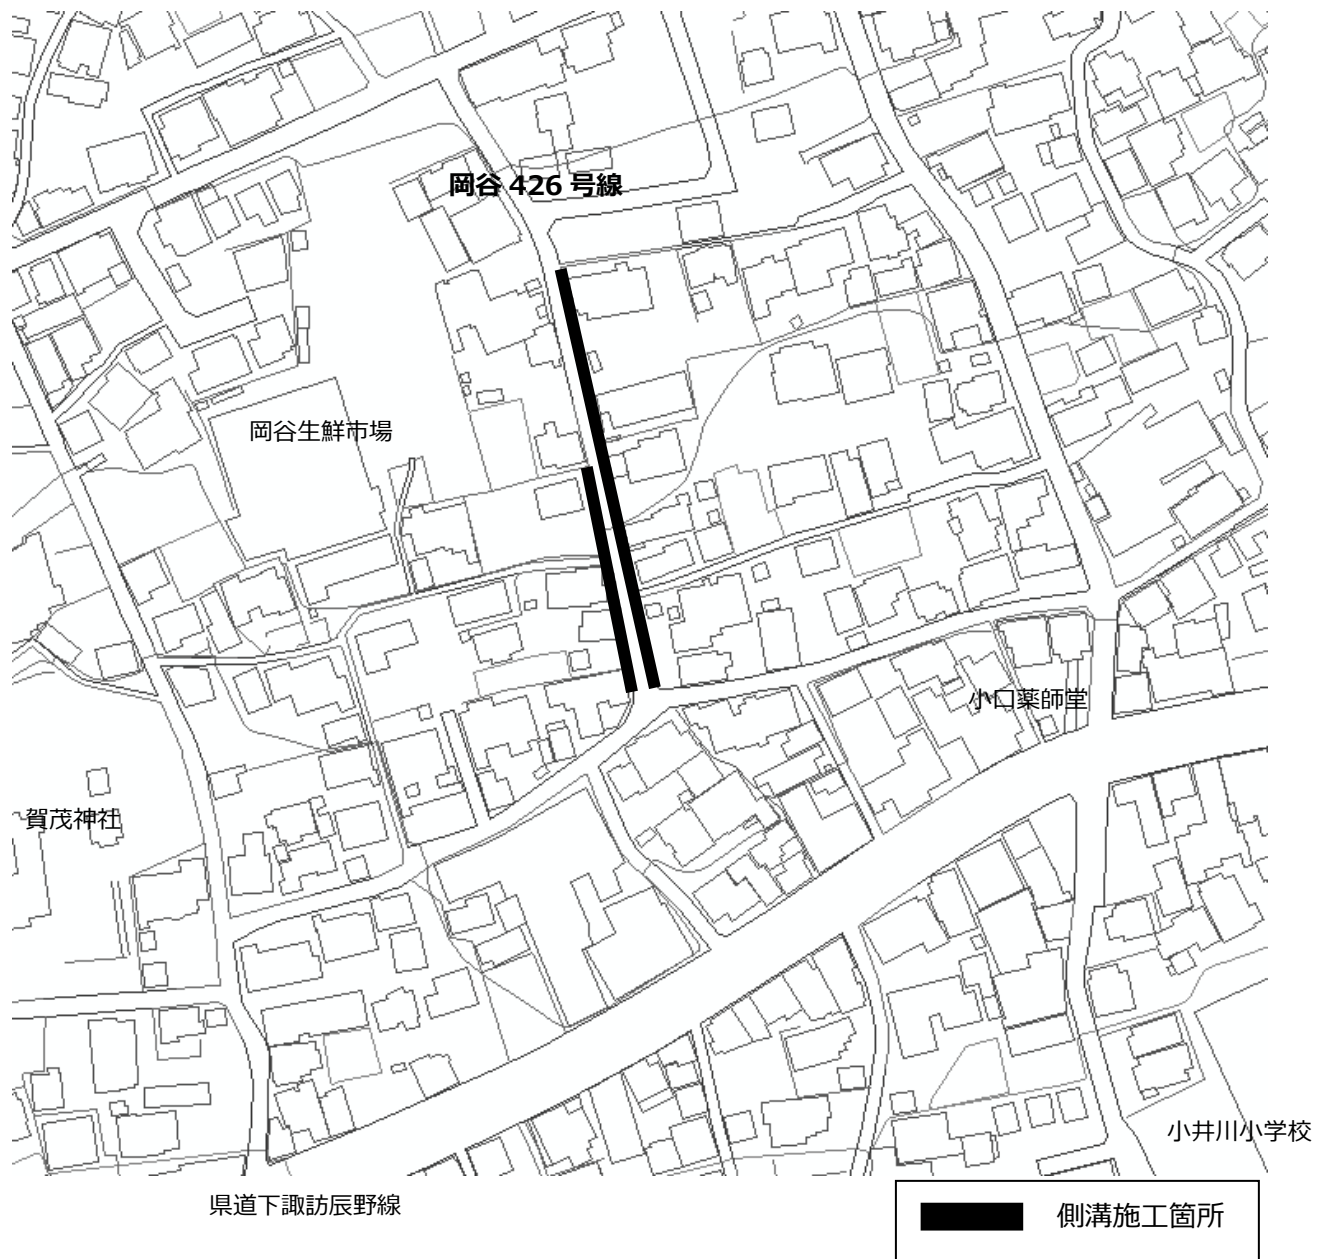 岡谷 426 号線
岡谷生鮮市場
小口薬師堂
賀茂神社
小井川小学校
県道下諏訪辰野線
側溝施工箇所